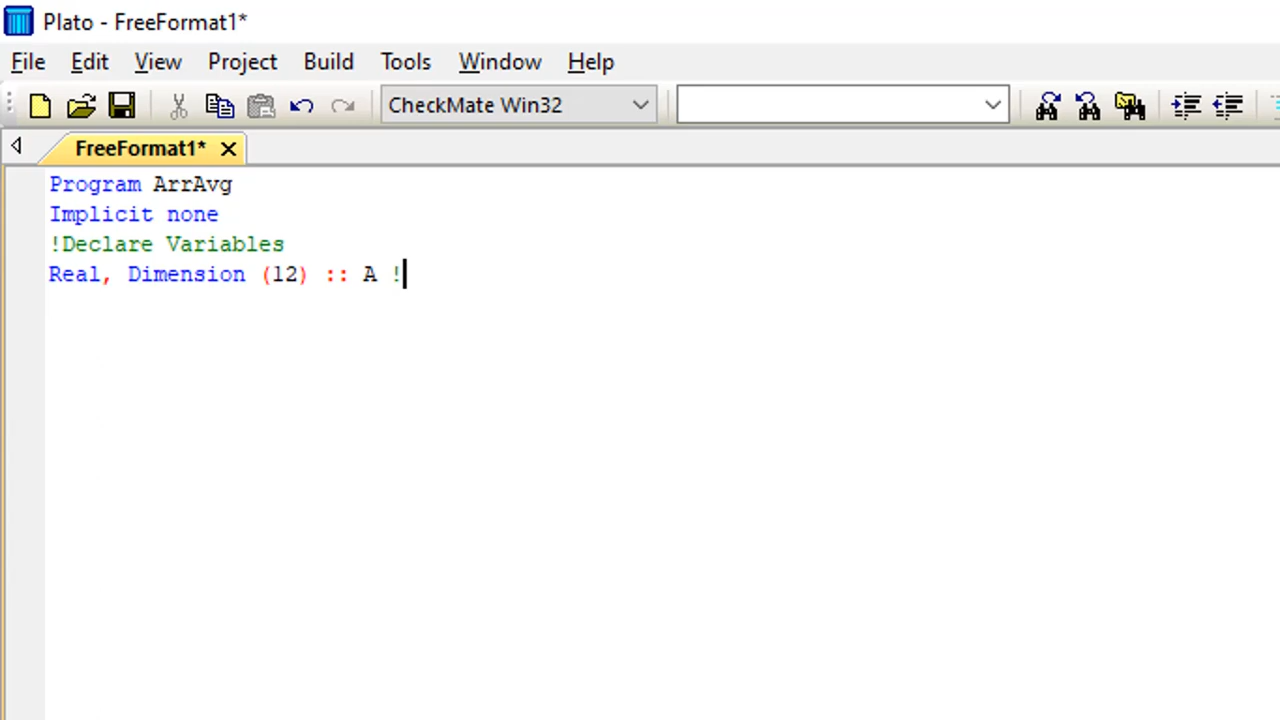 Plato - FreeFormat1*
File Edit View Project Build Tools Window Help
CheckMate Win32
FreeFormat1*
Program ArrAvg
Implicit none
!Declare Variables
Real, Dimension (12) :: A !